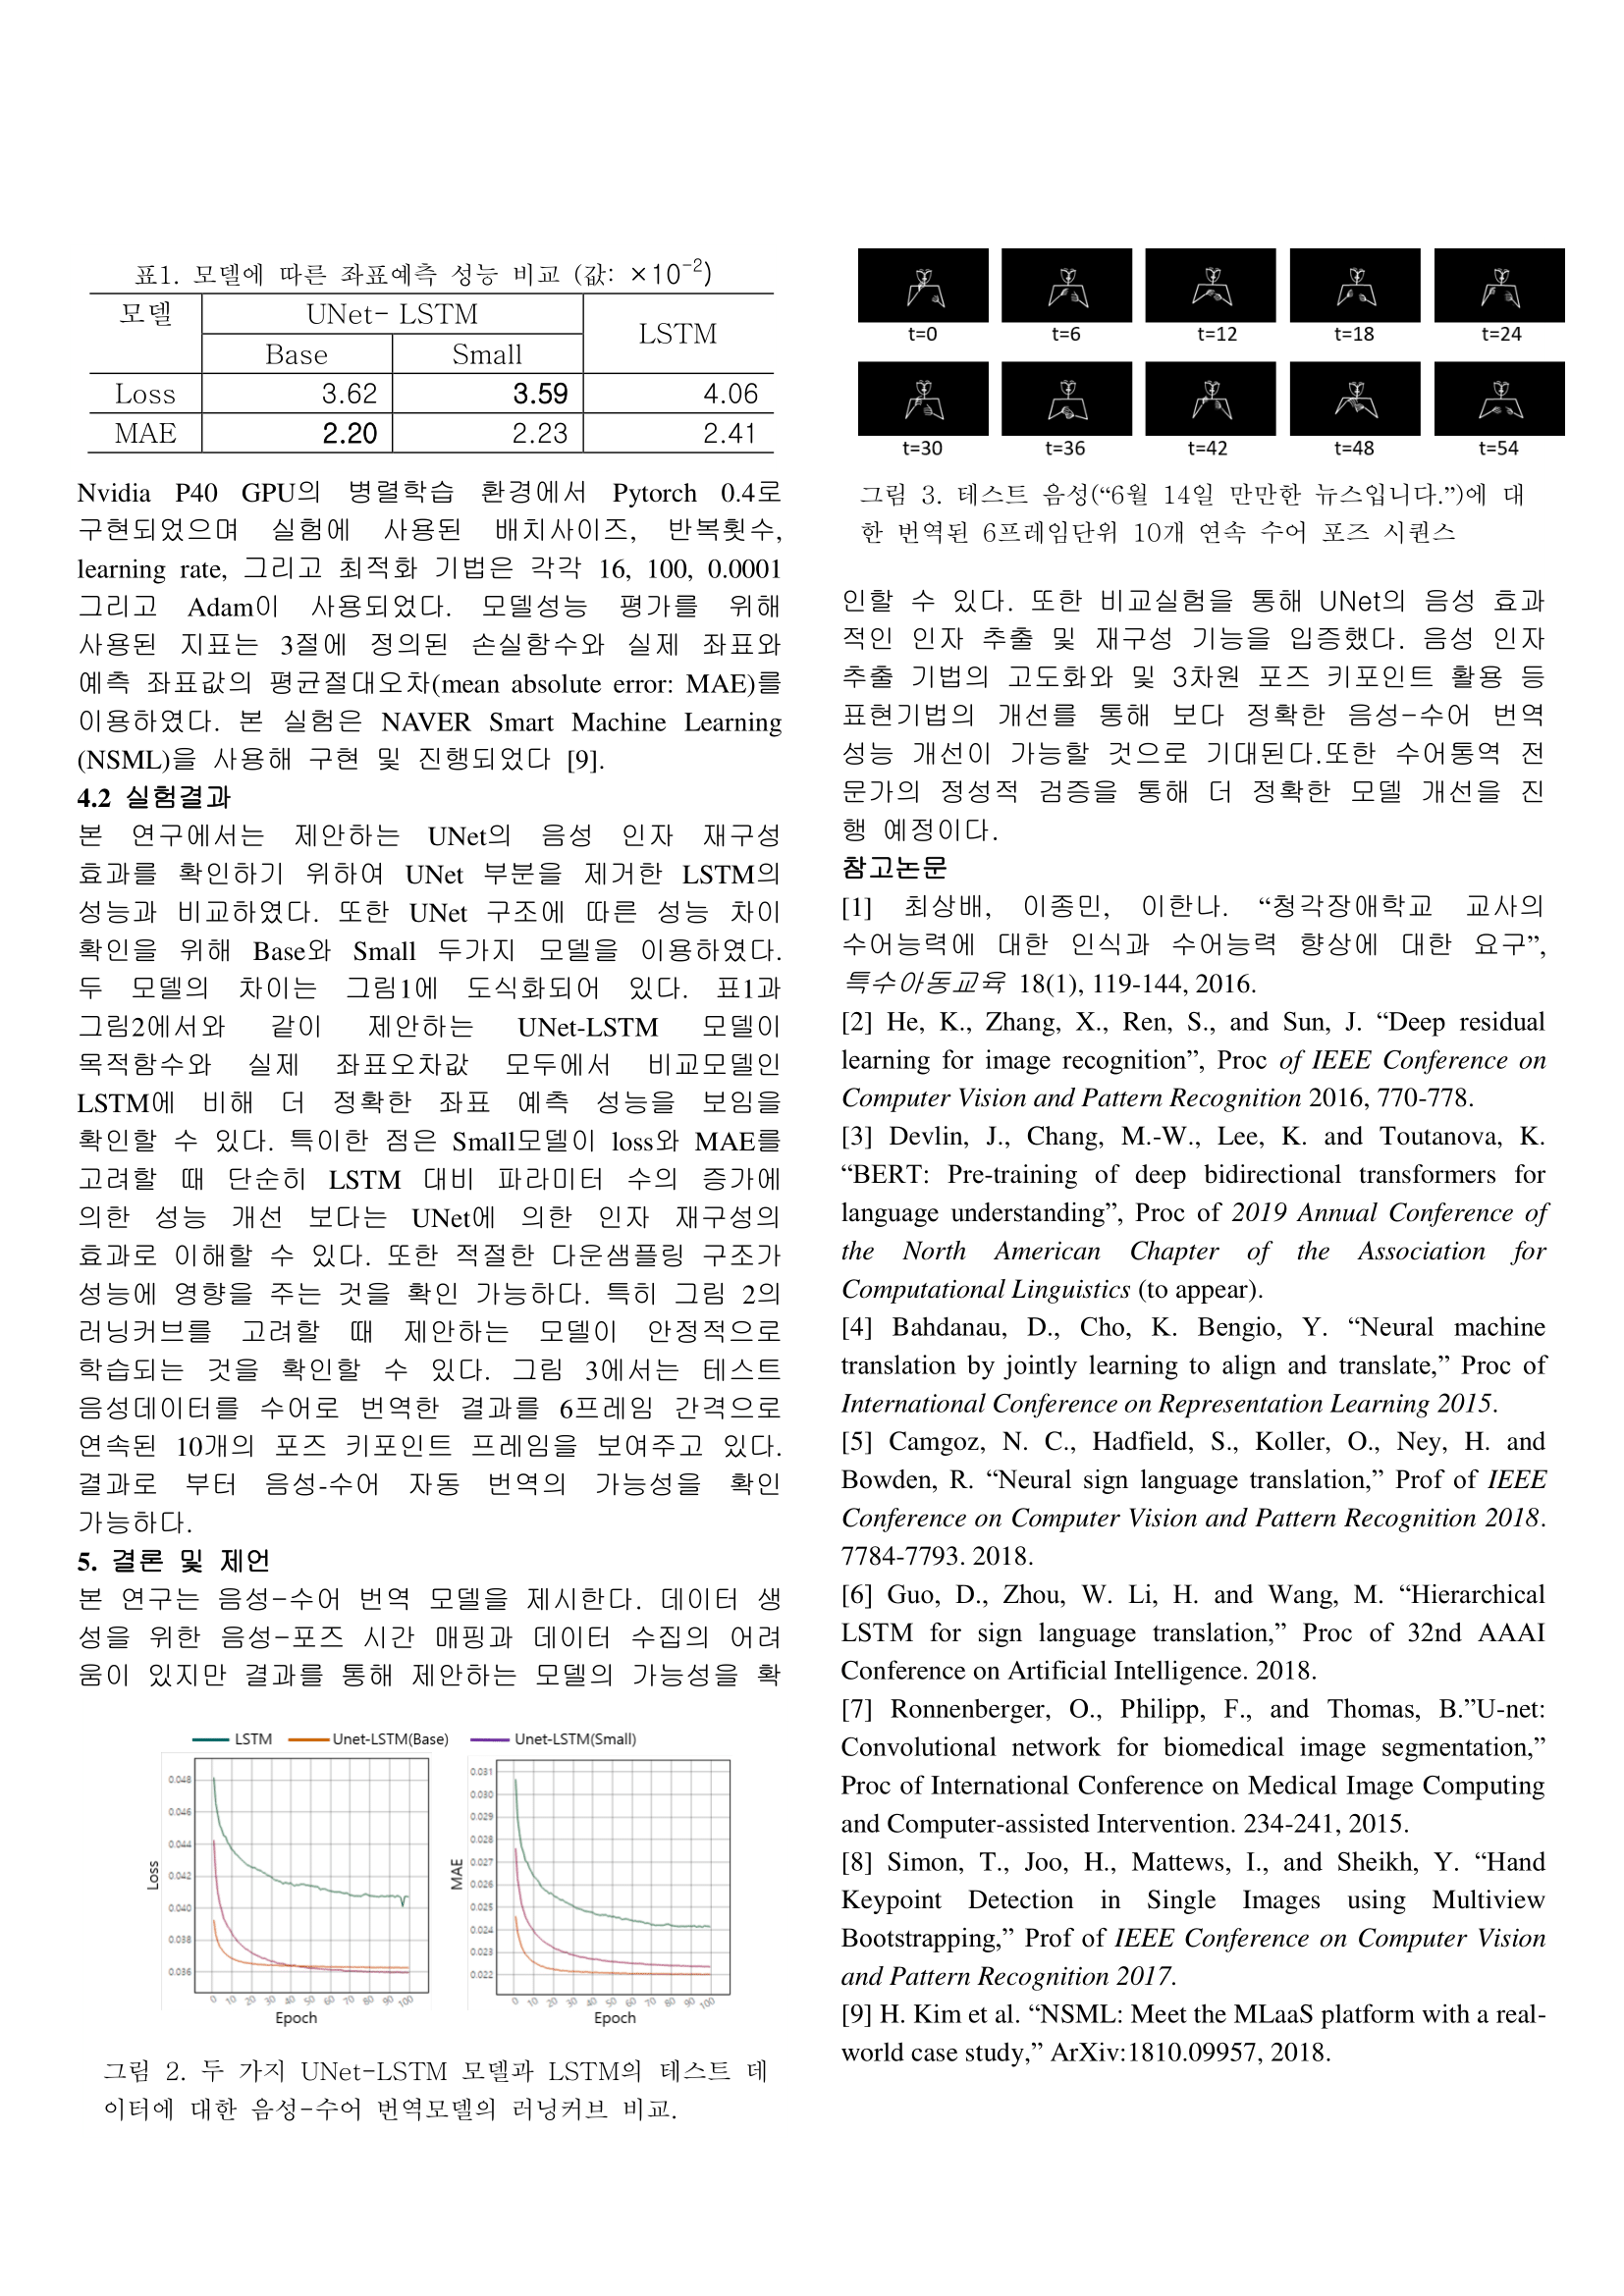 표1. 모델에 따른 좌표예측 성능 비교 (값: ×10⁻²)
모델 UNet- LSTM LSTM
Base Small
Loss 3.62 3.59 4.06
MAE 2.20 2.23 2.41
Nvidia P40 GPU의 병렬학습 환경에서 Pytorch 0.4로
구현되었으며 실험에 사용된 배치사이즈, 반복횟수,
learning rate, 그리고 최적화 기법은 각각 16, 100, 0.0001
그리고 Adam이 사용되었다. 모델성능 평가를 위해
사용된 지표는 3절에 정의된 손실함수와 실제 좌표와
예측 좌표값의 평균절대오차(mean absolute error: MAE)를
이용하였다. 본 실험은 NAVER Smart Machine Learning
(NSML)을 사용해 구현 및 진행되었다 [9].
4.2 실험결과
본 연구에서는 제안하는 UNet의 음성 인자 재구성
효과를 확인하기 위하여 UNet 부분을 제거한 LSTM의
성능과 비교하였다. 또한 UNet 구조에 따른 성능 차이
확인을 위해 Base와 Small 두가지 모델을 이용하였다.
두 모델의 차이는 그림1에 도식화되어 있다. 표1과
그림2에서와 같이 제안하는 UNet-LSTM 모델이
목적함수와 실제 좌표오차값 모두에서 비교모델인
LSTM에 비해 더 정확한 좌표 예측 성능을 보임을
확인할 수 있다. 특이한 점은 Small모델이 loss와 MAE를
고려할 때 단순히 LSTM 대비 파라미터 수의 증가에
의한 성능 개선 보다는 UNet에 의한 인자 재구성의
효과로 이해할 수 있다. 또한 적절한 다운샘플링 구조가
성능에 영향을 주는 것을 확인 가능하다. 특히 그림 2의
러닝커브를 고려할 때 제안하는 모델이 안정적으로
학습되는 것을 확인할 수 있다. 그림 3에서는 테스트
음성데이터를 수어로 번역한 결과를 6프레임 간격으로
연속된 10개의 포즈 키포인트 프레임을 보여주고 있다.
결과로 부터 음성-수어 자동 번역의 가능성을 확인
가능하다.
5. 결론 및 제언
본 연구는 음성-수어 번역 모델을 제시한다. 데이터 생
성을 위한 음성-포즈 시간 매핑과 데이터 수집의 어려
움이 있지만 결과를 통해 제안하는 모델의 가능성을 확
LSTM Unet-LSTM(Base) Unet-LSTM(Small)
Loss
0.048
0.046
0.044
0.042
0.040
0.038
0.036
0 10 20 30 40 50 60 70 80 90 100
Epoch
MAE
0.031
0.030
0.029
0.028
0.027
0.026
0.025
0.024
0.023
0.022
0 10 20 30 40 50 60 70 80 90 100
Epoch
그림 2. 두 가지 UNet-LSTM 모델과 LSTM의 테스트 데
이터에 대한 음성-수어 번역모델의 러닝커브 비교.
t=0 t=6 t=12 t=18 t=24
t=30 t=36 t=42 t=48 t=54
그림 3. 테스트 음성(“6월 14일 만만한 뉴스입니다.”)에 대
한 번역된 6프레임단위 10개 연속 수어 포즈 시퀀스
인할 수 있다. 또한 비교실험을 통해 UNet의 음성 효과
적인 인자 추출 및 재구성 기능을 입증했다. 음성 인자
추출 기법의 고도화와 및 3차원 포즈 키포인트 활용 등
표현기법의 개선를 통해 보다 정확한 음성-수어 번역
성능 개선이 가능할 것으로 기대된다.또한 수어통역 전
문가의 정성적 검증을 통해 더 정확한 모델 개선을 진
행 예정이다.
참고논문
[1] 최상배, 이종민, 이한나. “청각장애학교 교사의
수어능력에 대한 인식과 수어능력 향상에 대한 요구”,
특수아동교육 18(1), 119-144, 2016.
[2] He, K., Zhang, X., Ren, S., and Sun, J. “Deep residual
learning for image recognition”, Proc of IEEE Conference on
Computer Vision and Pattern Recognition 2016, 770-778.
[3] Devlin, J., Chang, M.-W., Lee, K. and Toutanova, K.
“BERT: Pre-training of deep bidirectional transformers for
language understanding”, Proc of 2019 Annual Conference of
the North American Chapter of the Association for
Computational Linguistics (to appear).
[4] Bahdanau, D., Cho, K. Bengio, Y. “Neural machine
translation by jointly learning to align and translate,” Proc of
International Conference on Representation Learning 2015.
[5] Camgoz, N. C., Hadfield, S., Koller, O., Ney, H. and
Bowden, R. “Neural sign language translation,” Prof of IEEE
Conference on Computer Vision and Pattern Recognition 2018.
7784-7793. 2018.
[6] Guo, D., Zhou, W. Li, H. and Wang, M. “Hierarchical
LSTM for sign language translation,” Proc of 32nd AAAI
Conference on Artificial Intelligence. 2018.
[7] Ronnenberger, O., Philipp, F., and Thomas, B.”U-net:
Convolutional network for biomedical image segmentation,”
Proc of International Conference on Medical Image Computing
and Computer-assisted Intervention. 234-241, 2015.
[8] Simon, T., Joo, H., Mattews, I., and Sheikh, Y. “Hand
Keypoint Detection in Single Images using Multiview
Bootstrapping,” Prof of IEEE Conference on Computer Vision
and Pattern Recognition 2017.
[9] H. Kim et al. “NSML: Meet the MLaaS platform with a real-
world case study,” ArXiv:1810.09957, 2018.